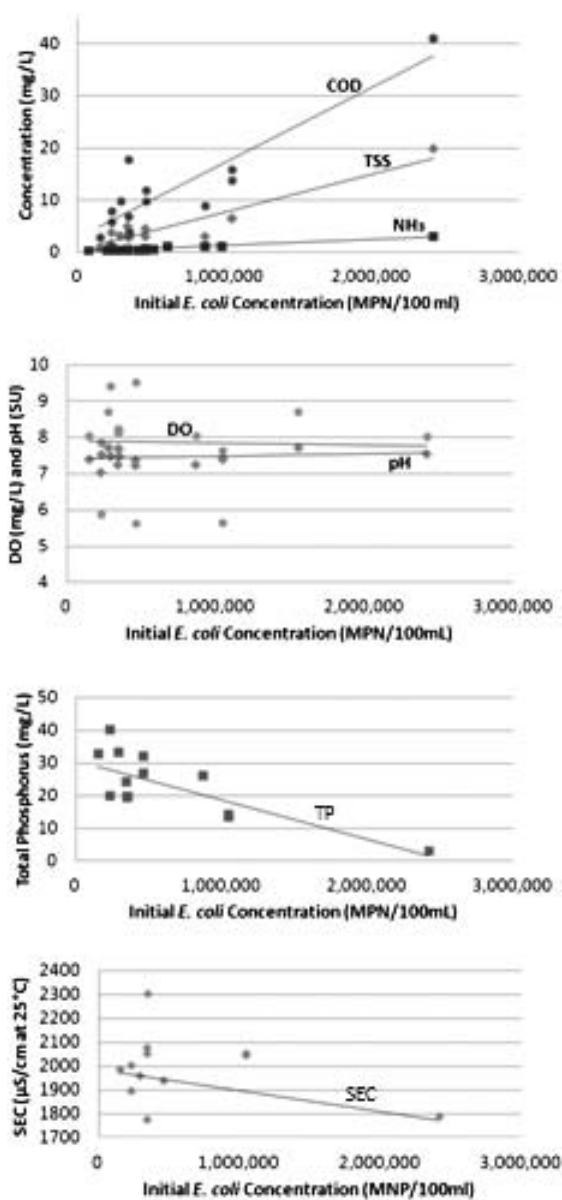 Concentration (mg/L)
40
30
20
10
0
COD
TSS
NH₃
0 1,000,000 2,000,000 3,000,000
Initial E. coli Concentration (MPN/100 ml)
DO (mg/L) and pH (SU)
10
9
8
7
6
5
4
DO
pH
0 1,000,000 2,000,000 3,000,000
Initial E. coli Concentration (MPN/100mL)
Total Phosphorus (mg/L)
50
40
30
20
10
0
TP
0 1,000,000 2,000,000 3,000,000
Initial E. coli Concentration (MPN/100mL)
SEC (µS/cm at 25°C)
2400
2300
2200
2100
2000
1900
1800
1700
SEC
0 1,000,000 2,000,000 3,000,000
Initial E. coli Concentration (MNP/100ml)